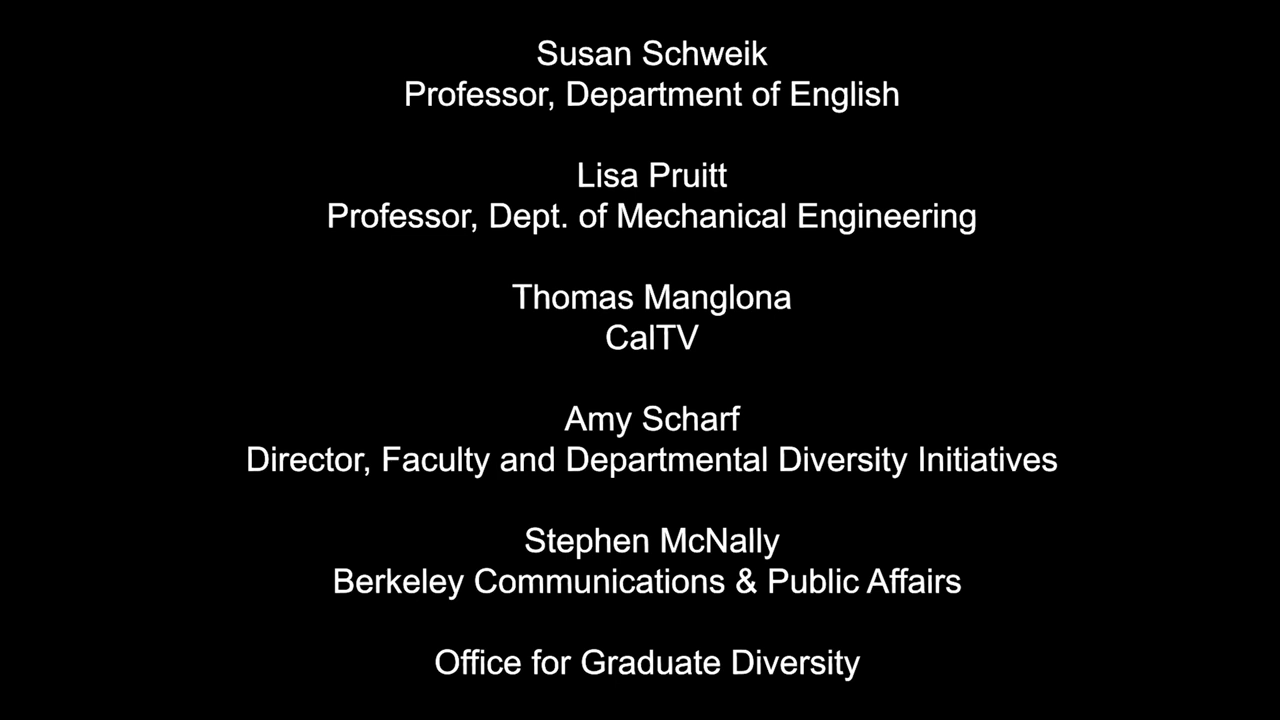 Susan Schweik
Professor, Department of English
Lisa Pruitt
Professor, Dept. of Mechanical Engineering
Thomas Manglona
CalTV
Amy Scharf
Director, Faculty and Departmental Diversity Initiatives
Stephen McNally
Berkeley Communications & Public Affairs
Office for Graduate Diversity